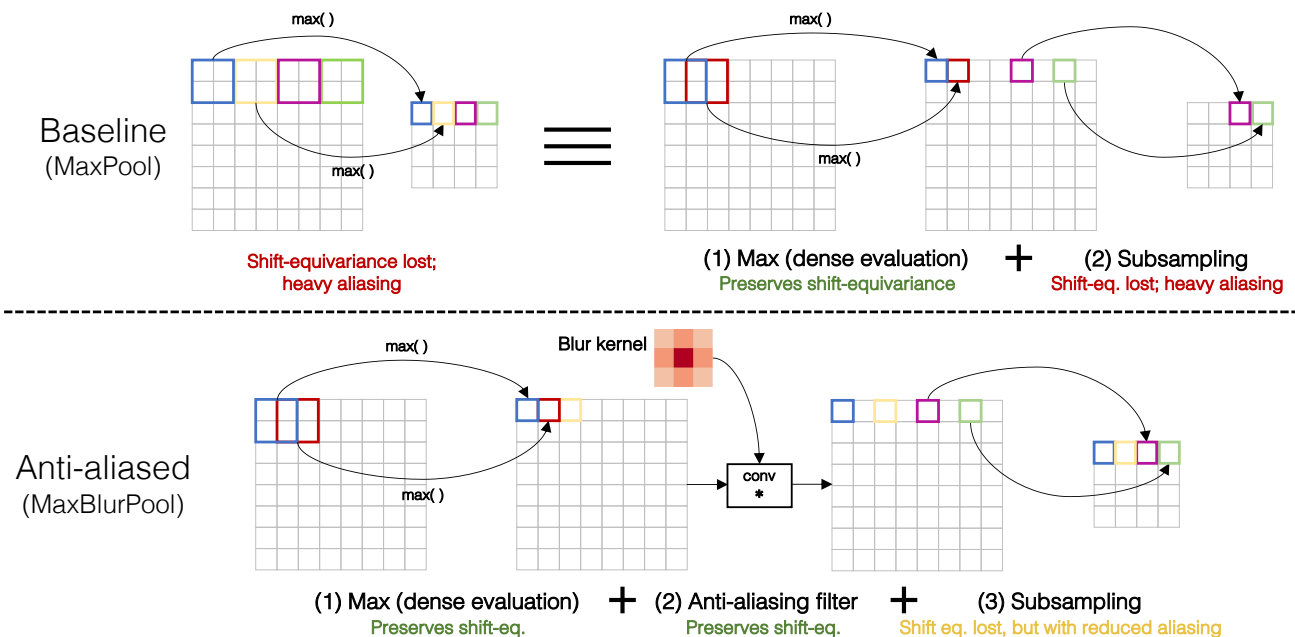 max( )
max( )
Baseline
(MaxPool)
max( )
max( )
Shift-equivariance lost;
heavy aliasing
(1) Max (dense evaluation) + (2) Subsampling
Preserves shift-equivariance
Shift-eq. lost; heavy aliasing
Blur kernel
max( )
Anti-aliased
(MaxBlurPool)
max( )
conv
*
(1) Max (dense evaluation) + (2) Anti-aliasing filter + (3) Subsampling
Preserves shift-eq.
Preserves shift-eq.
Shift eq. lost, but with reduced aliasing